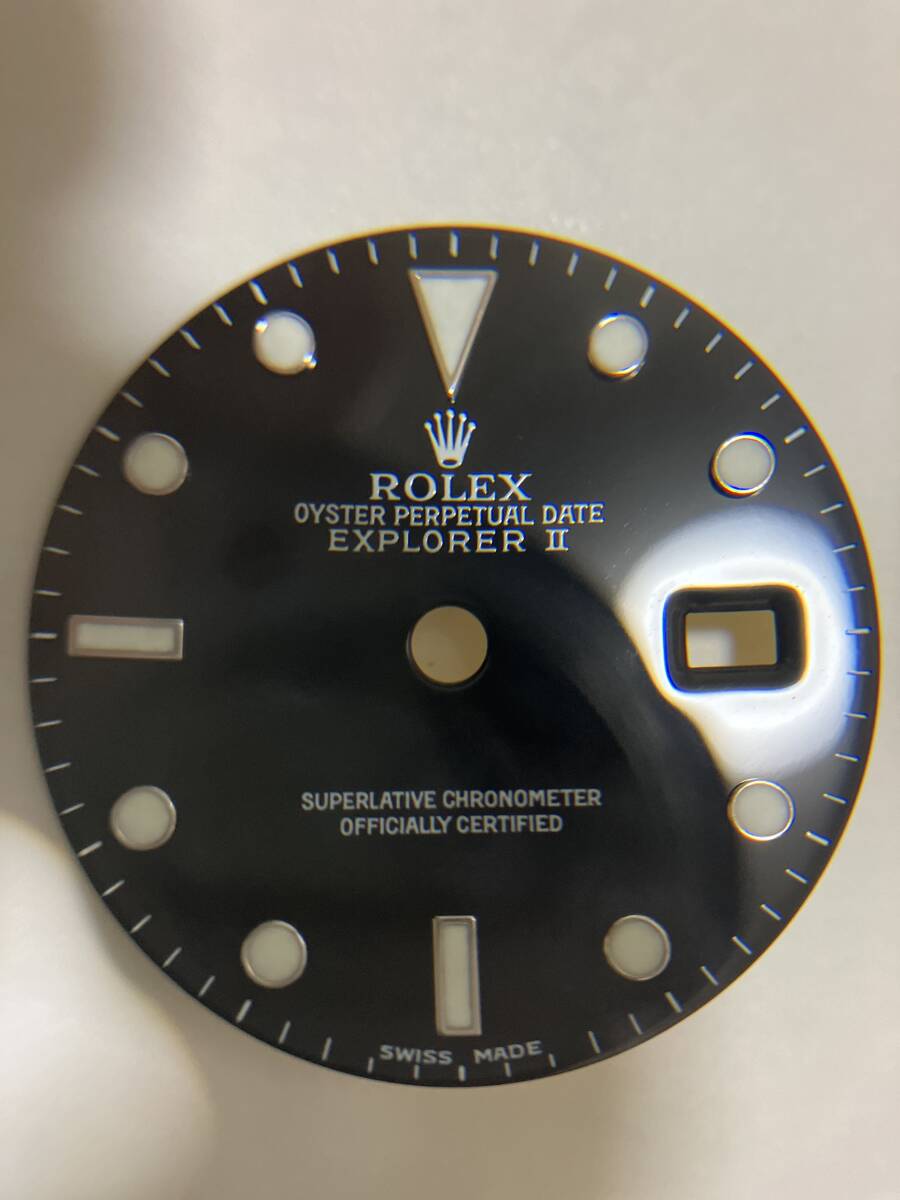 ROLEX
OYSTER PERPETUAL DATE
EXPLORER II
SUPERLATIVE CHRONOMETER
OFFICIALLY CERTIFIED
SWISS MADE